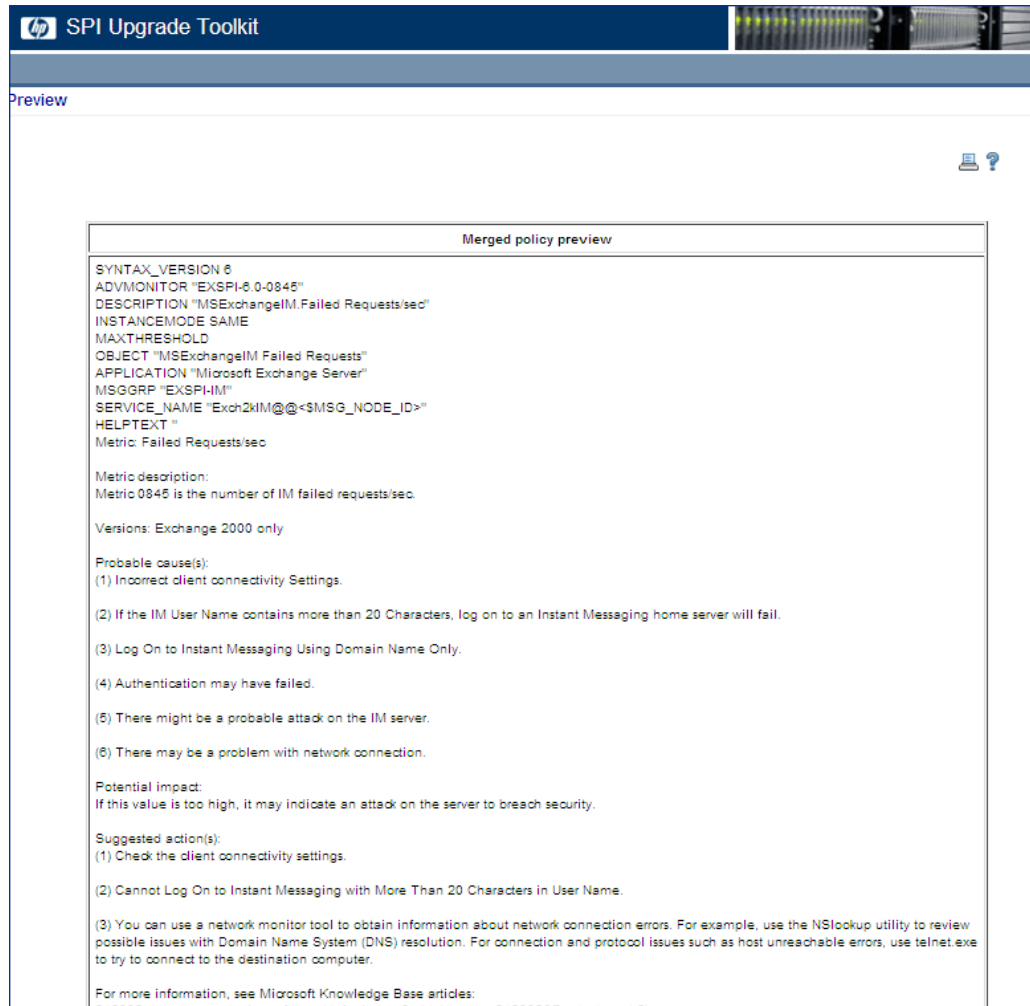 hp SPI Upgrade Toolkit
Preview
?
Merged policy preview
SYNTAX_VERSION 6
ADVMONITOR "EXSPI-6.0-0845"
DESCRIPTION "MSExchangeIM.Failed Requests/sec"
INSTANCEMODE SAME
MAXTHRESHOLD
OBJECT "MSExchangeIM Failed Requests"
APPLICATION "Microsoft Exchange Server"
MSGGRP "EXSPI-IM"
SERVICE_NAME "Exch2kIM@@<$MSG_NODE_ID>"
HELPTEXT "
Metric: Failed Requests/sec
Metric description:
Metric 0845 is the number of IM failed requests/sec.
Versions: Exchange 2000 only
Probable cause(s):
(1) Incorrect client connectivity Settings.
(2) If the IM User Name contains more than 20 Characters, log on to an Instant Messaging home server will fail.
(3) Log On to Instant Messaging Using Domain Name Only.
(4) Authentication may have failed.
(5) There might be a probable attack on the IM server.
(6) There may be a problem with network connection.
Potential impact:
If this value is too high, it may indicate an attack on the server to breach security.
Suggested action(s):
(1) Check the client connectivity settings.
(2) Cannot Log On to Instant Messaging with More Than 20 Characters in User Name.
(3) You can use a network monitor tool to obtain information about network connection errors. For example, use the NSlookup utility to review
possible issues with Domain Name System (DNS) resolution. For connection and protocol issues such as host unreachable errors, use telnet.exe
to try to connect to the destination computer.
For more information, see Microsoft Knowledge Base articles: